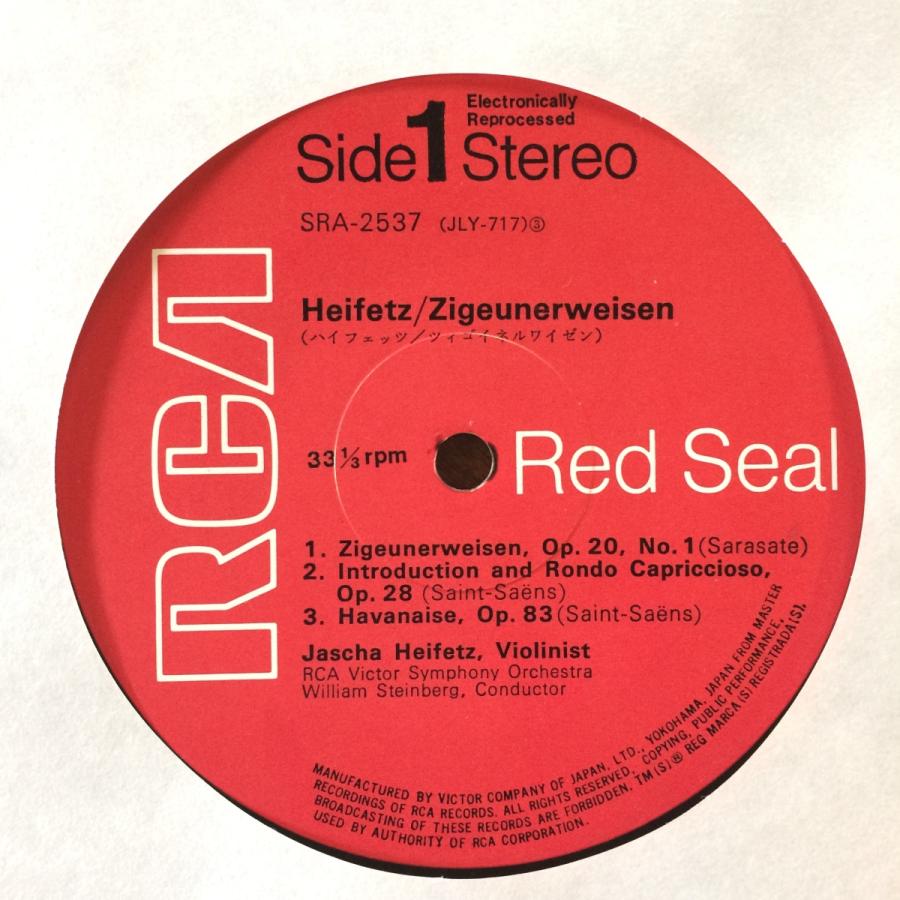 Electronically
Reprocessed
Side 1 Stereo
SRA-2537 (JLY-717)③
Heifetz/Zigeunerweisen
(ハイフェッツ/ツィゴイネルワイゼン)
RCA
33⅓ rpm
Red Seal
1. Zigeunerweisen, Op. 20, No. 1 (Sarasate)
2. Introduction and Rondo Capriccioso,
Op. 28 (Saint-Saëns)
3. Havanaise, Op. 83 (Saint-Saëns)
Jascha Heifetz, Violinist
RCA Victor Symphony Orchestra
William Steinberg, Conductor
MANUFACTURED BY VICTOR COMPANY OF JAPAN, LTD., YOKOHAMA, JAPAN FROM MASTER
RECORDINGS OF RCA RECORDS. ALL RIGHTS RESERVED. COPYING, PUBLIC PERFORMANCE,
BROADCASTING OF THESE RECORDS ARE FORBIDDEN. TM(S)® REG MARCA(S) REGISTRADA(S).
USED BY AUTHORITY OF RCA CORPORATION.